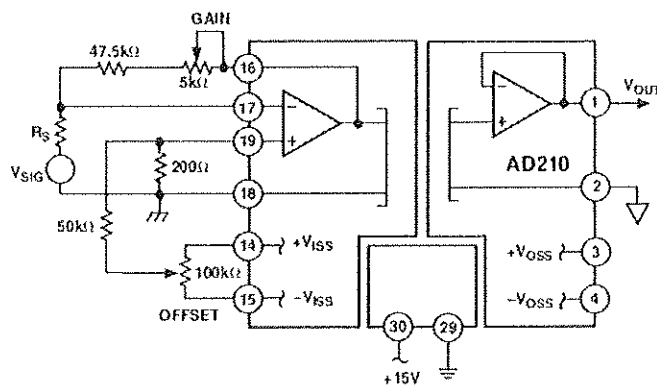 GAIN
47.5kΩ
5kΩ
16
17
19
18
14
15
RS
VSIG
200Ω
50kΩ
100kΩ
OFFSET
+VISS
-VISS
30
29
+15V
AD210
1
VOUT
2
+VOSS
3
-VOSS
4